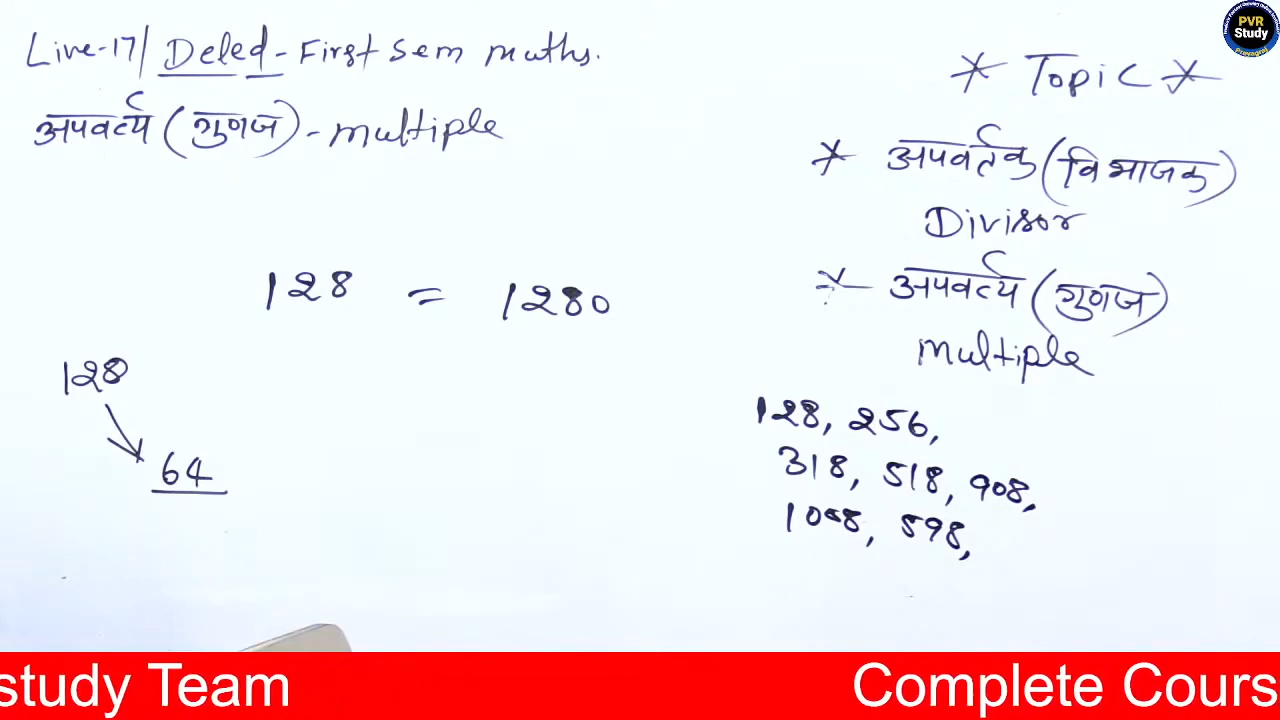 Live-17/ Deled - First Sem maths.
अपवर्त्य (गुणज) - multiple
128 = 1280
128
64
* Topic *
* अपवर्तक (विभाजक)
Divisor
* अपवर्त्य (गुणज)
multiple
128, 256,
318, 518, 908,
1058, 598,
PVR
Study
Prayagraj
study Team Complete Cours